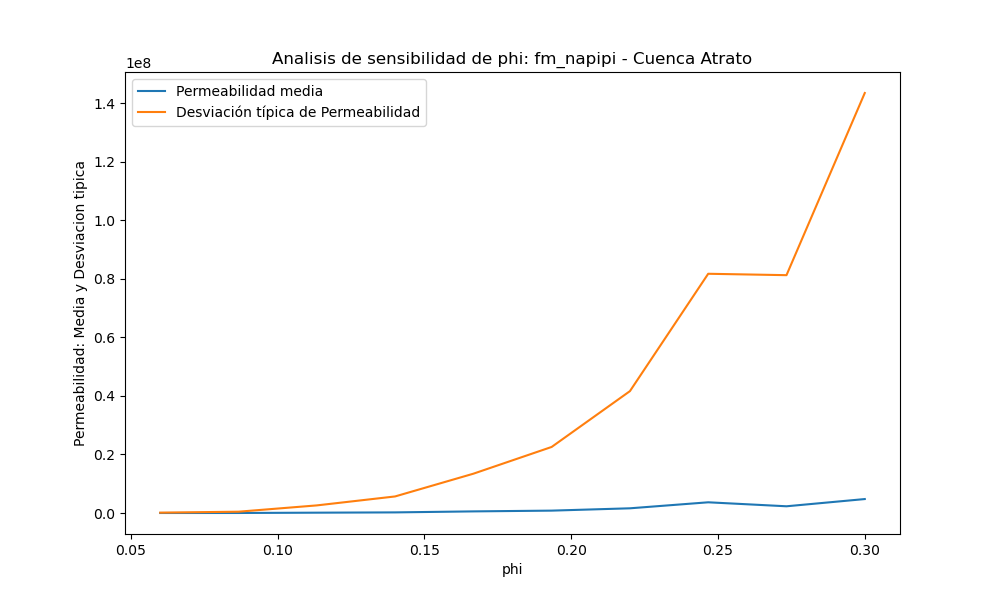 Analisis de sensibilidad de phi: fm_napipi - Cuenca Atrato
1e8
Permeabilidad media
Desviación típica de Permeabilidad
Permeabilidad: Media y Desviacion tipica
1.4
1.2
1.0
0.8
0.6
0.4
0.2
0.0
0.05 0.10 0.15 0.20 0.25 0.30
phi